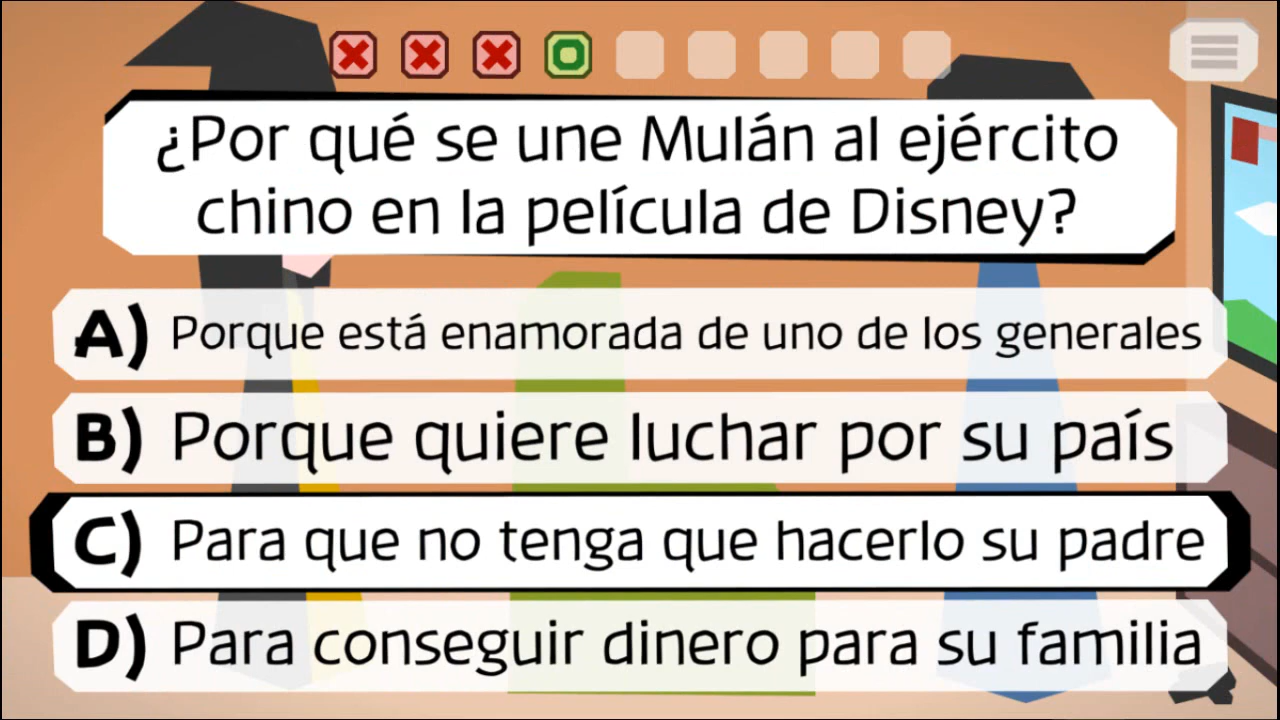 ¿Por qué se une Mulán al ejército
chino en la película de Disney?
A) Porque está enamorada de uno de los generales
B) Porque quiere luchar por su país
C) Para que no tenga que hacerlo su padre
D) Para conseguir dinero para su familia